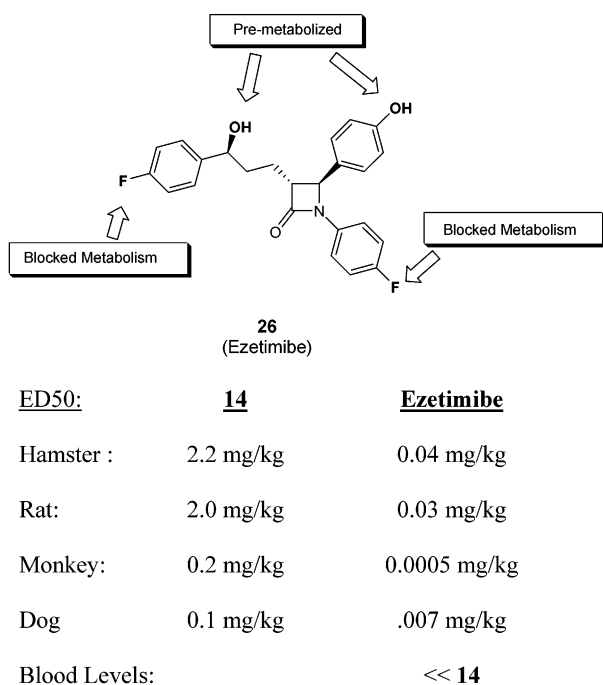 Pre-metabolized
OH
OH
F
N
O
F
Blocked Metabolism
Blocked Metabolism
26
(Ezetimibe)
ED50: 14 Ezetimibe
Hamster : 2.2 mg/kg 0.04 mg/kg
Rat: 2.0 mg/kg 0.03 mg/kg
Monkey: 0.2 mg/kg 0.0005 mg/kg
Dog 0.1 mg/kg .007 mg/kg
Blood Levels: << 14